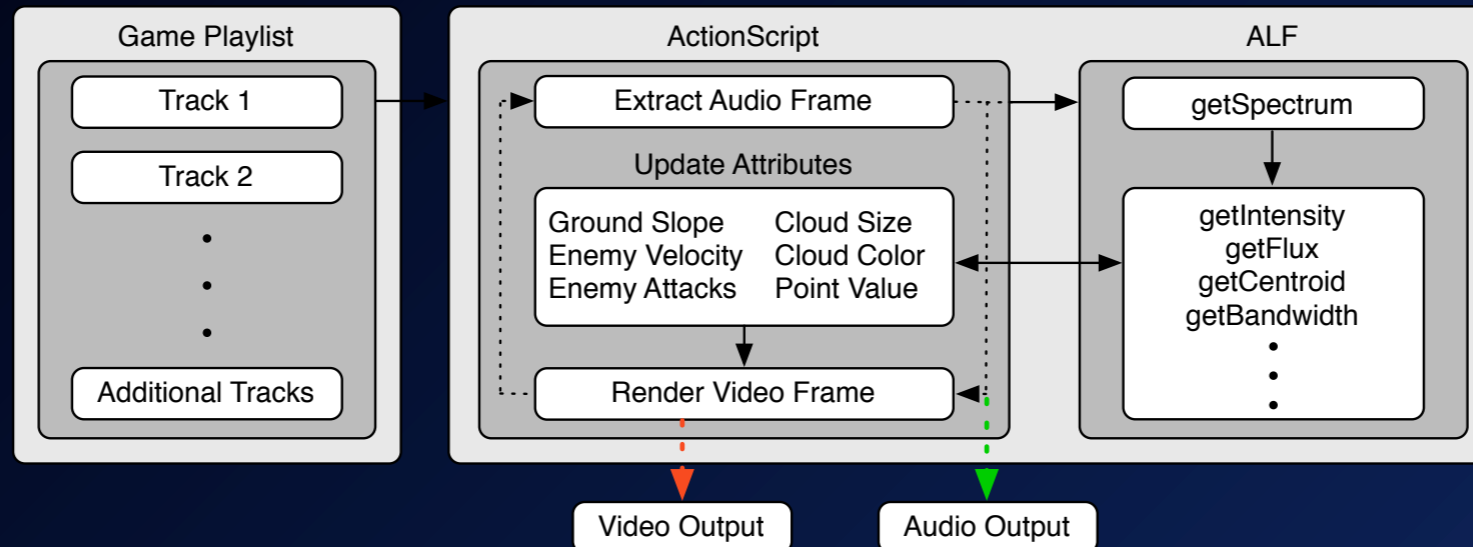 Game Playlist
Track 1
Track 2
Additional Tracks
ActionScript
Extract Audio Frame
Update Attributes
Ground Slope
Enemy Velocity
Enemy Attacks
Cloud Size
Cloud Color
Point Value
Render Video Frame
ALF
getSpectrum
getIntensity
getFlux
getCentroid
getBandwidth
Video Output
Audio Output